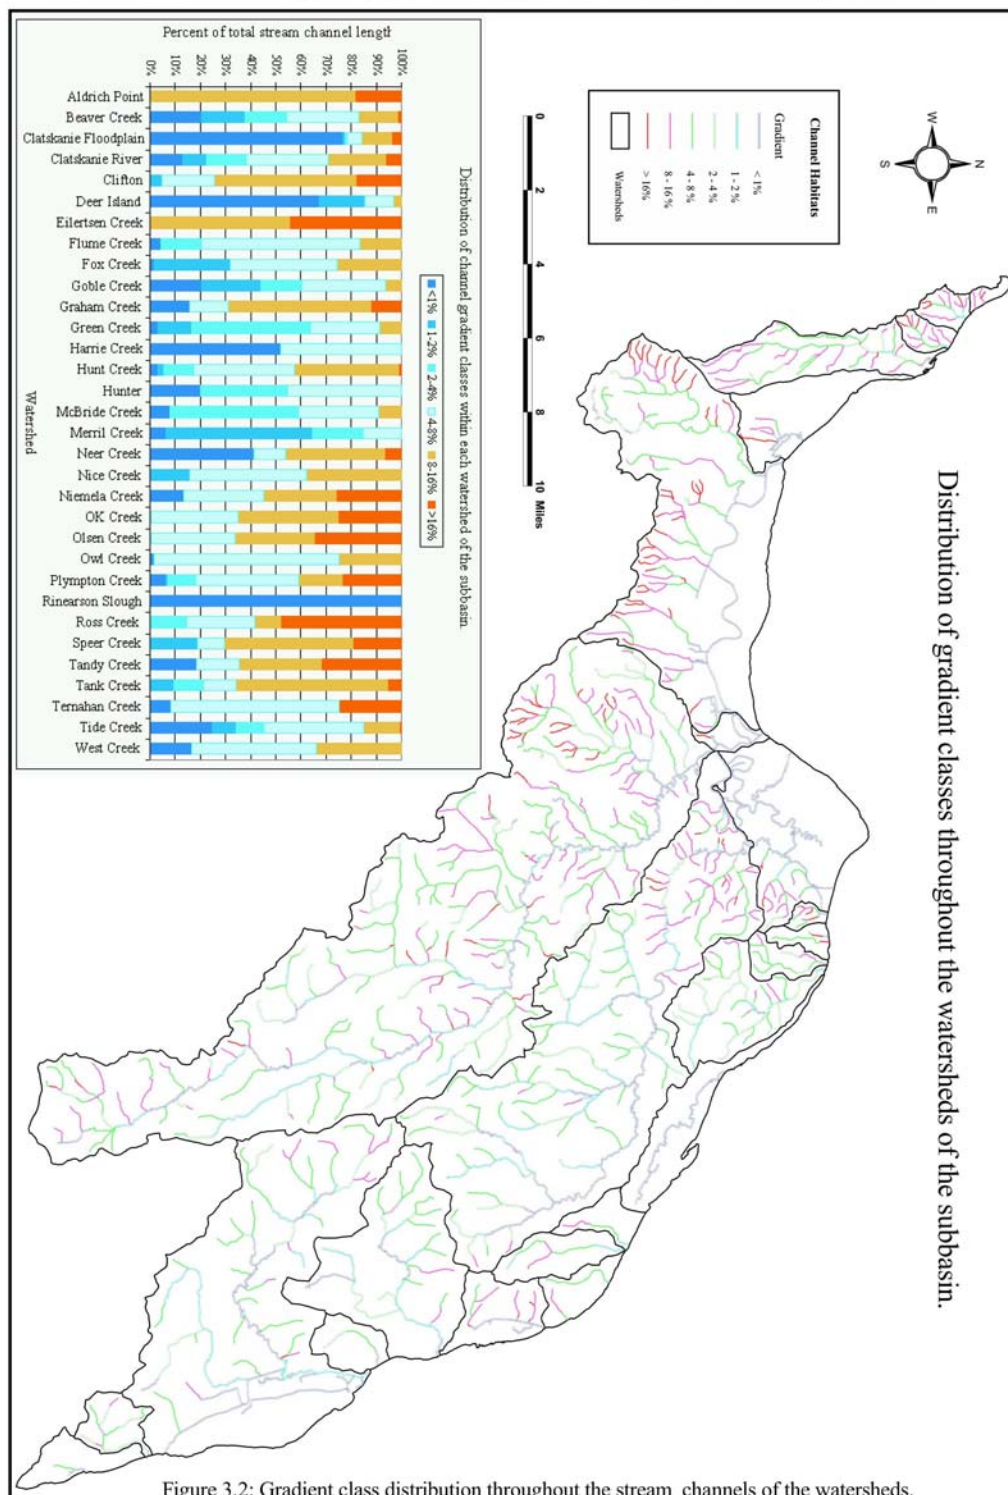 Distribution of gradient classes throughout the watersheds of the subbasin.
N
W
E
S
Channel Habitats
Gradient
< 1%
1 - 2 %
2 - 4 %
4 - 8%
8 - 16 %
> 16%
Watersheds
0
2
4
6
8
10 Miles
Distribution of channel gradient classes within each watershed of the subbasin.
<1%
1-2%
2-4%
4-8%
8-16%
>16%
Percent of total stream channel length
100%
90%
80%
70%
60%
50%
40%
30%
20%
10%
0%
Aldrich Point
Beaver Creek
Clatskanie Floodplain
Clatskanie River
Clifton
Deer Island
Eilertsen Creek
Flume Creek
Fox Creek
Goble Creek
Graham Creek
Green Creek
Harrie Creek
Hunt Creek
Hunter
McBride Creek
Merril Creek
Neer Creek
Nice Creek
Niemela Creek
OK Creek
Olsen Creek
Owl Creek
Plympton Creek
Rinearson Slough
Ross Creek
Speer Creek
Tandy Creek
Tank Creek
Ternahan Creek
Tide Creek
West Creek
Watershed
Figure 3.2: Gradient class distribution throughout the stream channels of the watersheds.